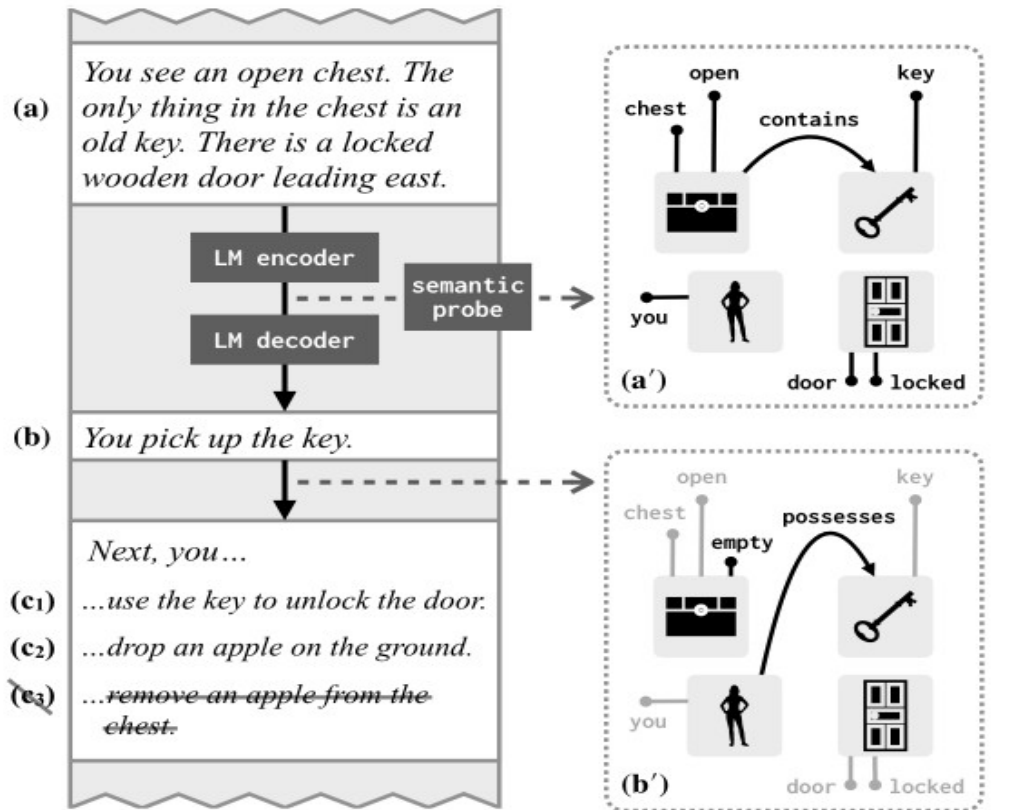 (a)
You see an open chest. The
only thing in the chest is an
old key. There is a locked
wooden door leading east.
LM encoder
semantic
probe
LM decoder
(b)
You pick up the key.
Next, you…
(c₁) …use the key to unlock the door.
(c₂) …drop an apple on the ground.
(c₃) …remove an apple from the
chest.
open
key
chest
contains
you
door
locked
(a′)
open
key
chest
possesses
empty
you
door
locked
(b′)